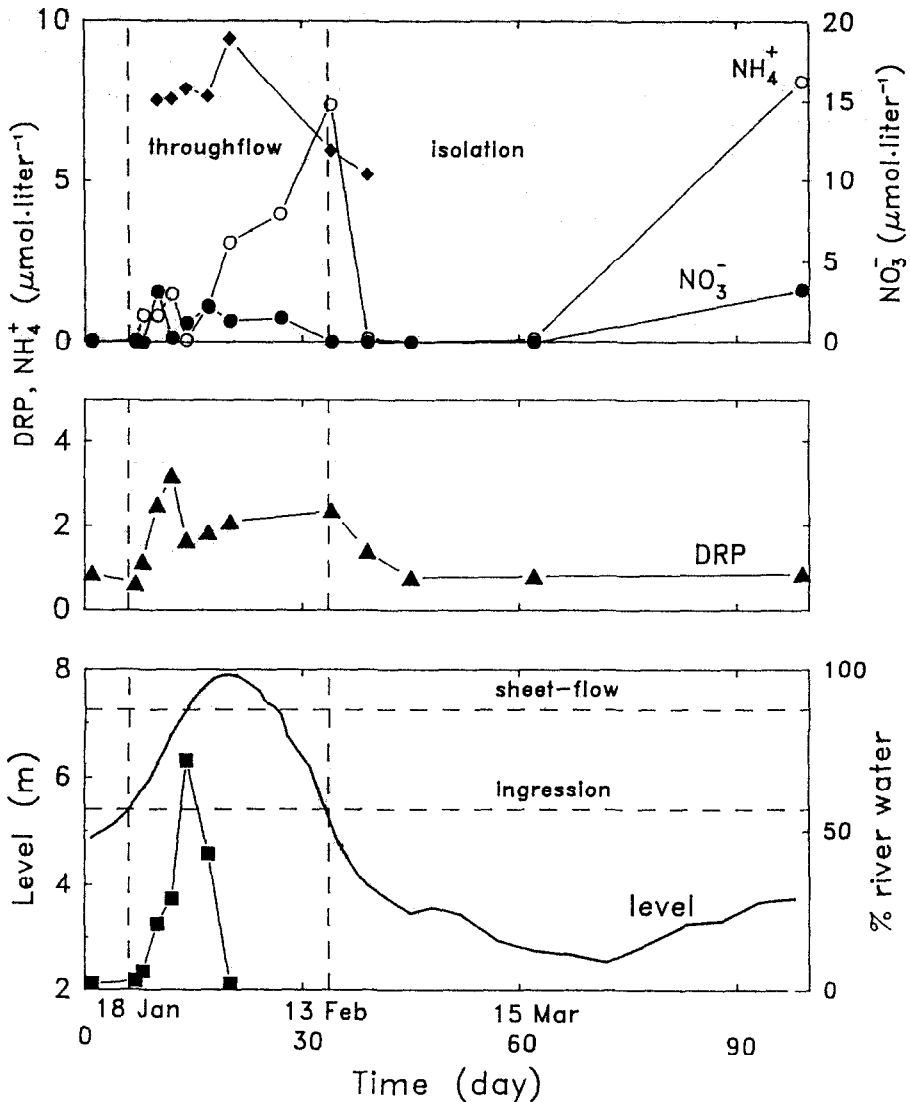 10
5
0
20
15
10
5
0
throughflow
isolation
NH₄⁺
NO₃⁻
DRP, NH₄⁺ (μmol·liter⁻¹)
NO₃⁻ (μmol·liter⁻¹)
4
2
0
DRP
8
6
4
2
100
50
0
sheet-flow
ingression
level
Level (m)
% river water
18 Jan
13 Feb
15 Mar
0
30
60
90
Time (day)